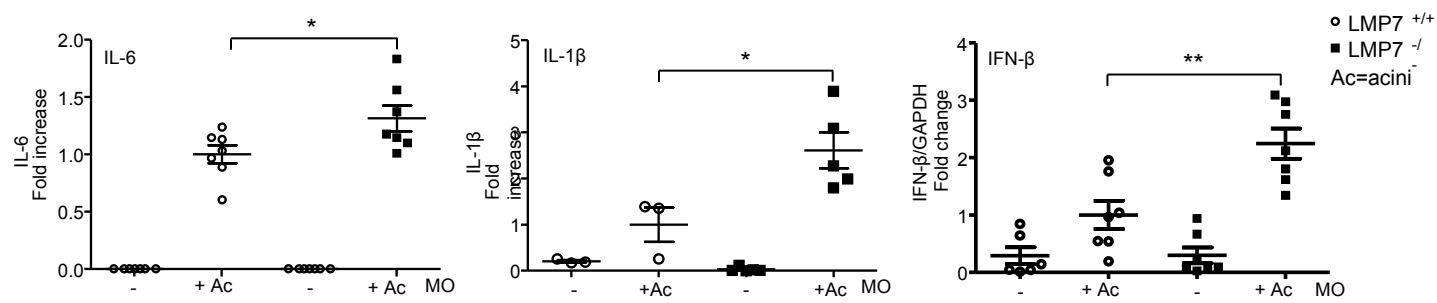 *
2.0
IL-6
1.5
1.0
0.5
0.0
IL-6
Fold increase
-
+ Ac
-
+ Ac
MO
*
5
IL-1β
4
3
2
1
0
IL-1β
Fold
increase
-
+Ac
-
+Ac
MO
**
4
IFN-β
3
2
1
0
IFN-β/GAPDH
Fold change
-
+ Ac
-
+ Ac
MO
LMP7 +/+
LMP7 -/
-
Ac=acini